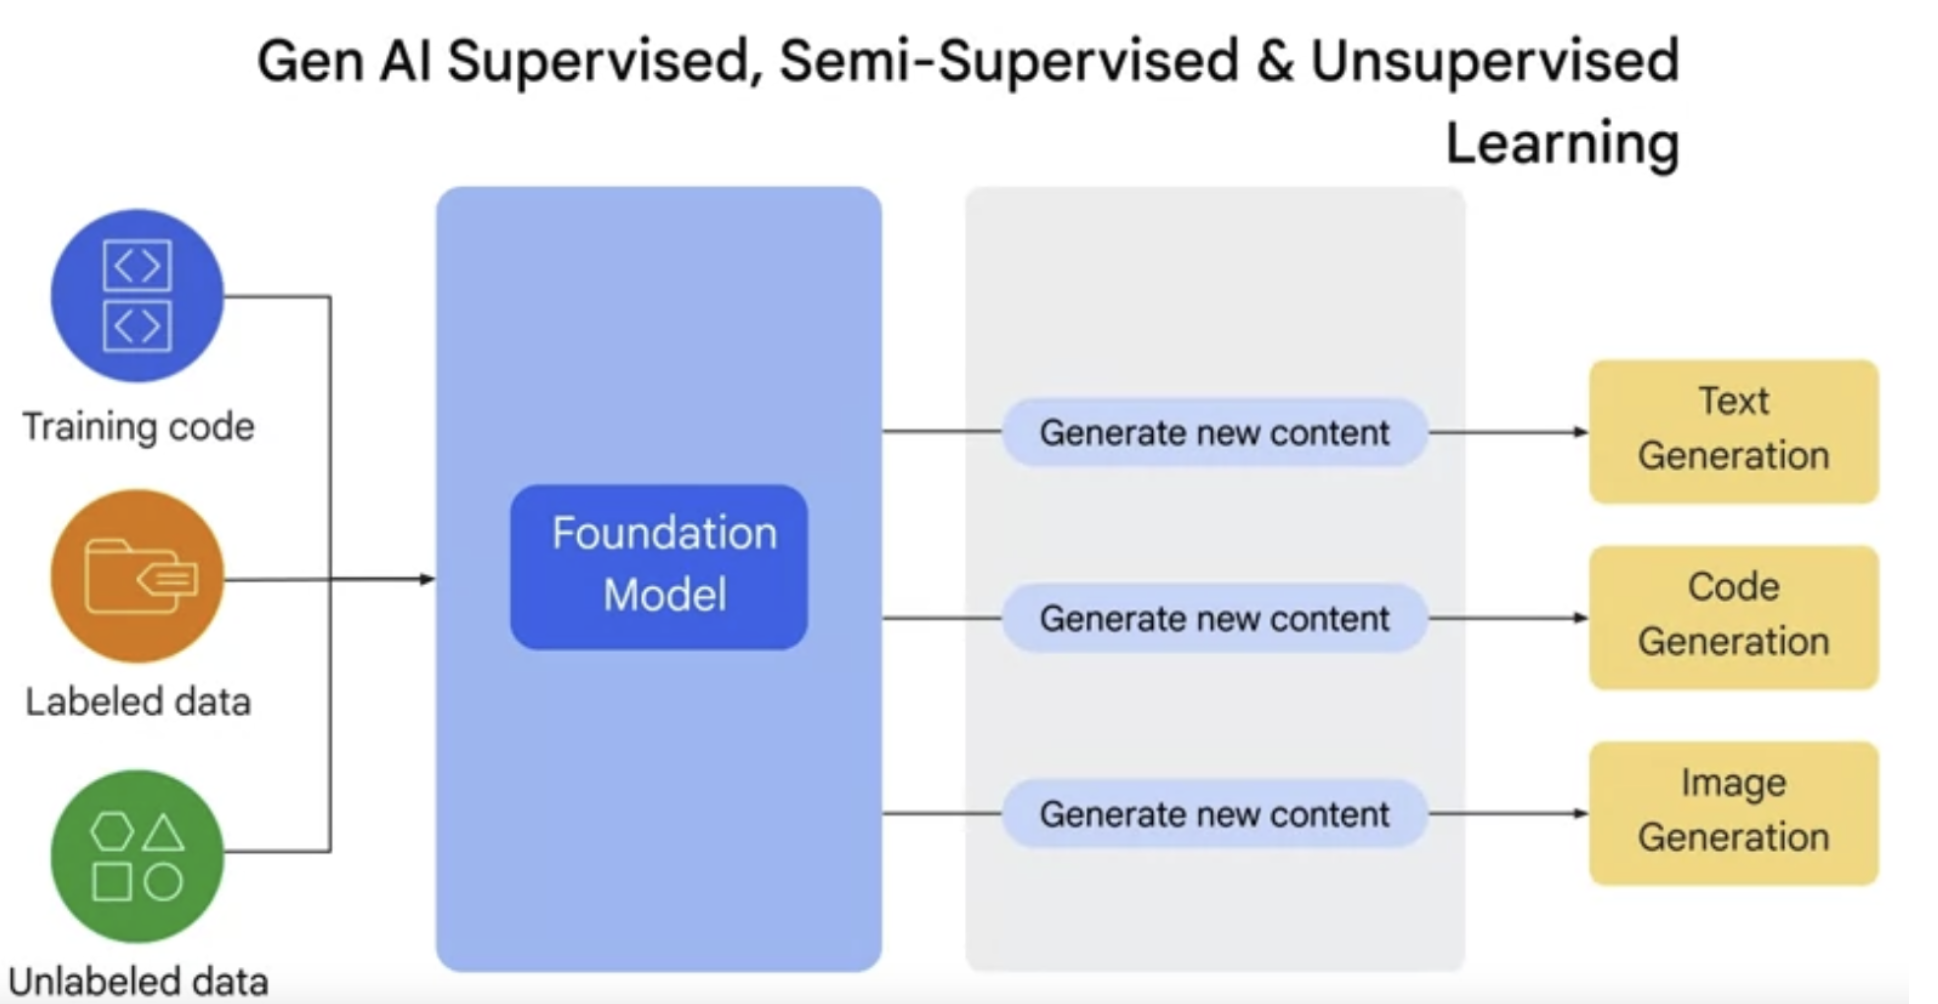 Gen AI Supervised, Semi-Supervised & Unsupervised
Learning
Training code
Labeled data
Unlabeled data
Foundation
Model
Generate new content
Generate new content
Generate new content
Text
Generation
Code
Generation
Image
Generation